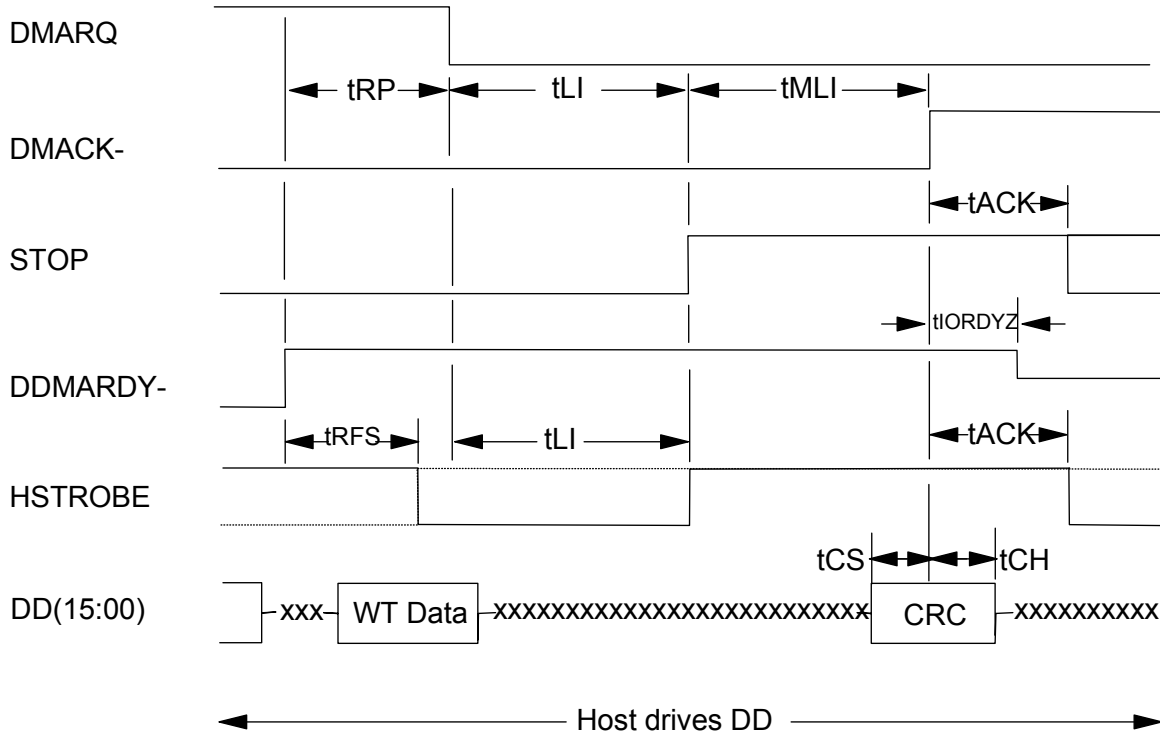 DMARQ
tRP tLI tMLI
DMACK-
tACK
STOP
tIORDYZ
DDMARDY-
tRFS tLI tACK
HSTROBE
tCS tCH
DD(15:00) xxx WT Data xxxxxxxxxxxxxxxxxxxxxxxxxx CRC xxxxxxxxxx
Host drives DD